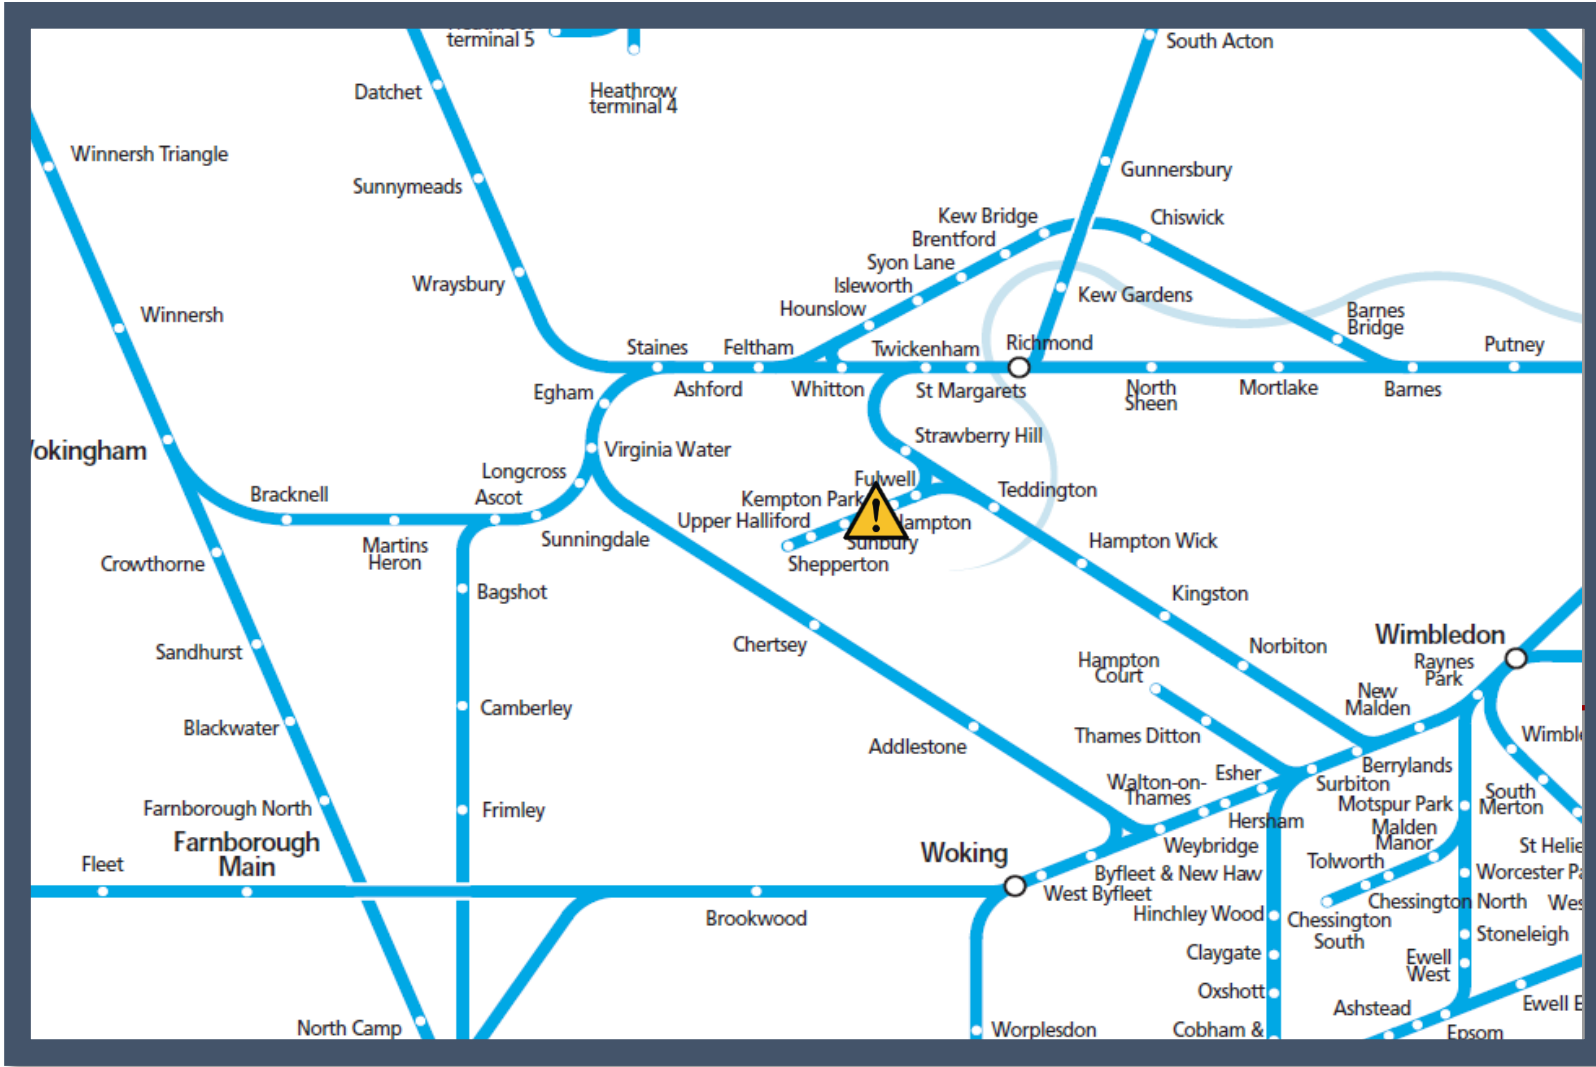 terminal 5
South Acton
Datchet
Heathrow
terminal 4
Winnersh Triangle
Gunnersbury
Sunnymeads
Kew Bridge
Chiswick
Brentford
Syon Lane
Wraysbury
Isleworth
Kew Gardens
Hounslow
Winnersh
Barnes
Bridge
Staines
Feltham
Twickenham
Richmond
Putney
Egham
Ashford
Whitton
St Margarets
North
Sheen
Mortlake
Barnes
Strawberry Hill
okingham
Virginia Water
Longcross
Ascot
Bracknell
Fulwell
Teddington
Kempton Park
Upper Halliford
Hampton
Sunbury
Shepperton
Sunningdale
Hampton Wick
Martins
Heron
Crowthorne
Bagshot
Kingston
Wimbledon
Chertsey
Sandhurst
Norbiton
Raynes
Park
Hampton
Court
New
Malden
Camberley
Blackwater
Thames Ditton
Wimble
Addlestone
Berrylands
Esher
Surbiton
Walton-on-
Thames
South
Merton
Motspur Park
Farnborough North
Frimley
Hersham
Malden
Manor
Farnborough
Main
Weybridge
St Helie
Fleet
Woking
Tolworth
Byfleet & New Haw
Worcester Pa
West Byfleet
Chessington North
Wes
Brookwood
Hinchley Wood
Chessington
South
Stoneleigh
Claygate
Ewell
West
Oxshott
Ashstead
Ewell E
North Camp
Worplesdon
Cobham &
Epsom